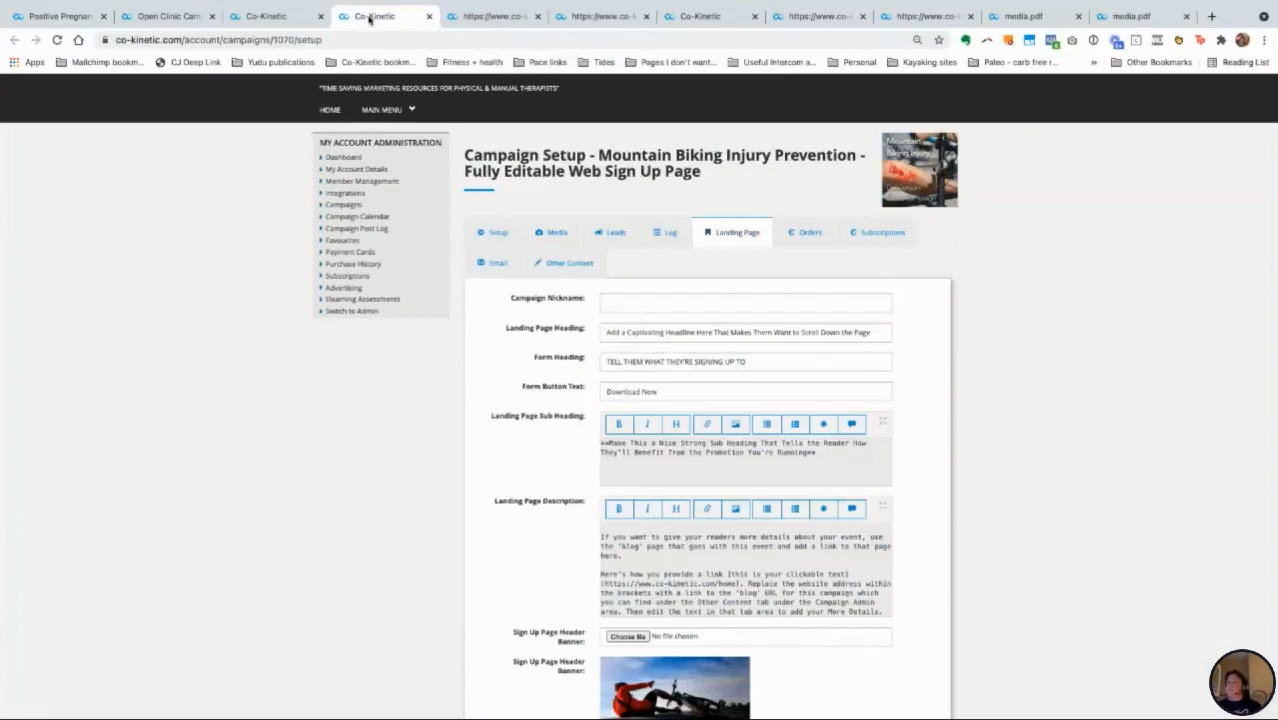 Positive Pregnan
Open Clinic Cam
Co-Kinetic
Co-Kinetic
https://www.co-k
https://www.co-k
Co-Kinetic
https://www.co-k
https://www.co-k
media.pdf
media.pdf
co-kinetic.com/account/campaigns/1070/setup
Apps
Mailchimp bookm...
CJ Deep Link
Yudu publications
Co-Kinetic bookm...
Fitness + health
Pace links
Tides
Pages I don't want...
Useful Intercom a...
Personal
Kayaking sites
Paleo - carb free r...
»
Other Bookmarks
Reading List
"TIME-SAVING MARKETING RESOURCES FOR PHYSICAL & MANUAL THERAPISTS"
HOME MAIN MENU
MY ACCOUNT ADMINISTRATION
Dashboard
My Account Details
Member Management
Integrations
Campaigns
Campaign Calendar
Campaign Post Log
Favourites
Payment Cards
Purchase History
Subscriptions
Advertising
Elearning Assessments
Switch to Admin
Campaign Setup - Mountain Biking Injury Prevention -
Fully Editable Web Sign Up Page
Mountain
Biking Injury
Setup
Media
Leads
Log
Landing Page
Orders
Subscriptions
Email
Other Content
Campaign Nickname:
Landing Page Heading:
Add a Captivating Headline Here That Makes Them Want to Scroll Down the Page
Form Heading:
TELL THEM WHAT THEY'RE SIGNING UP TO
Form Button Text:
Download Now
Landing Page Sub Heading:
B I H
**Make This a Nice Strong Sub Heading That Tells the Reader How
They'll Benefit from the Promotion You're Running**
Landing Page Description:
B I H
If you want to give your readers more details about your event, use
the 'blog' page that goes with this event and add a link to that page
here.
Here's how you provide a link [this is your clickable text]
(https://www.co-kinetic.com/home). Replace the website address within
the brackets with a link to the 'blog' URL for this campaign which
you can find under the Other Content tab under the Campaign Admin
area. Then edit the text in that tab area to add your More Details.
Sign Up Page Header
Banner:
Choose file No file chosen
Sign Up Page Header
Banner: